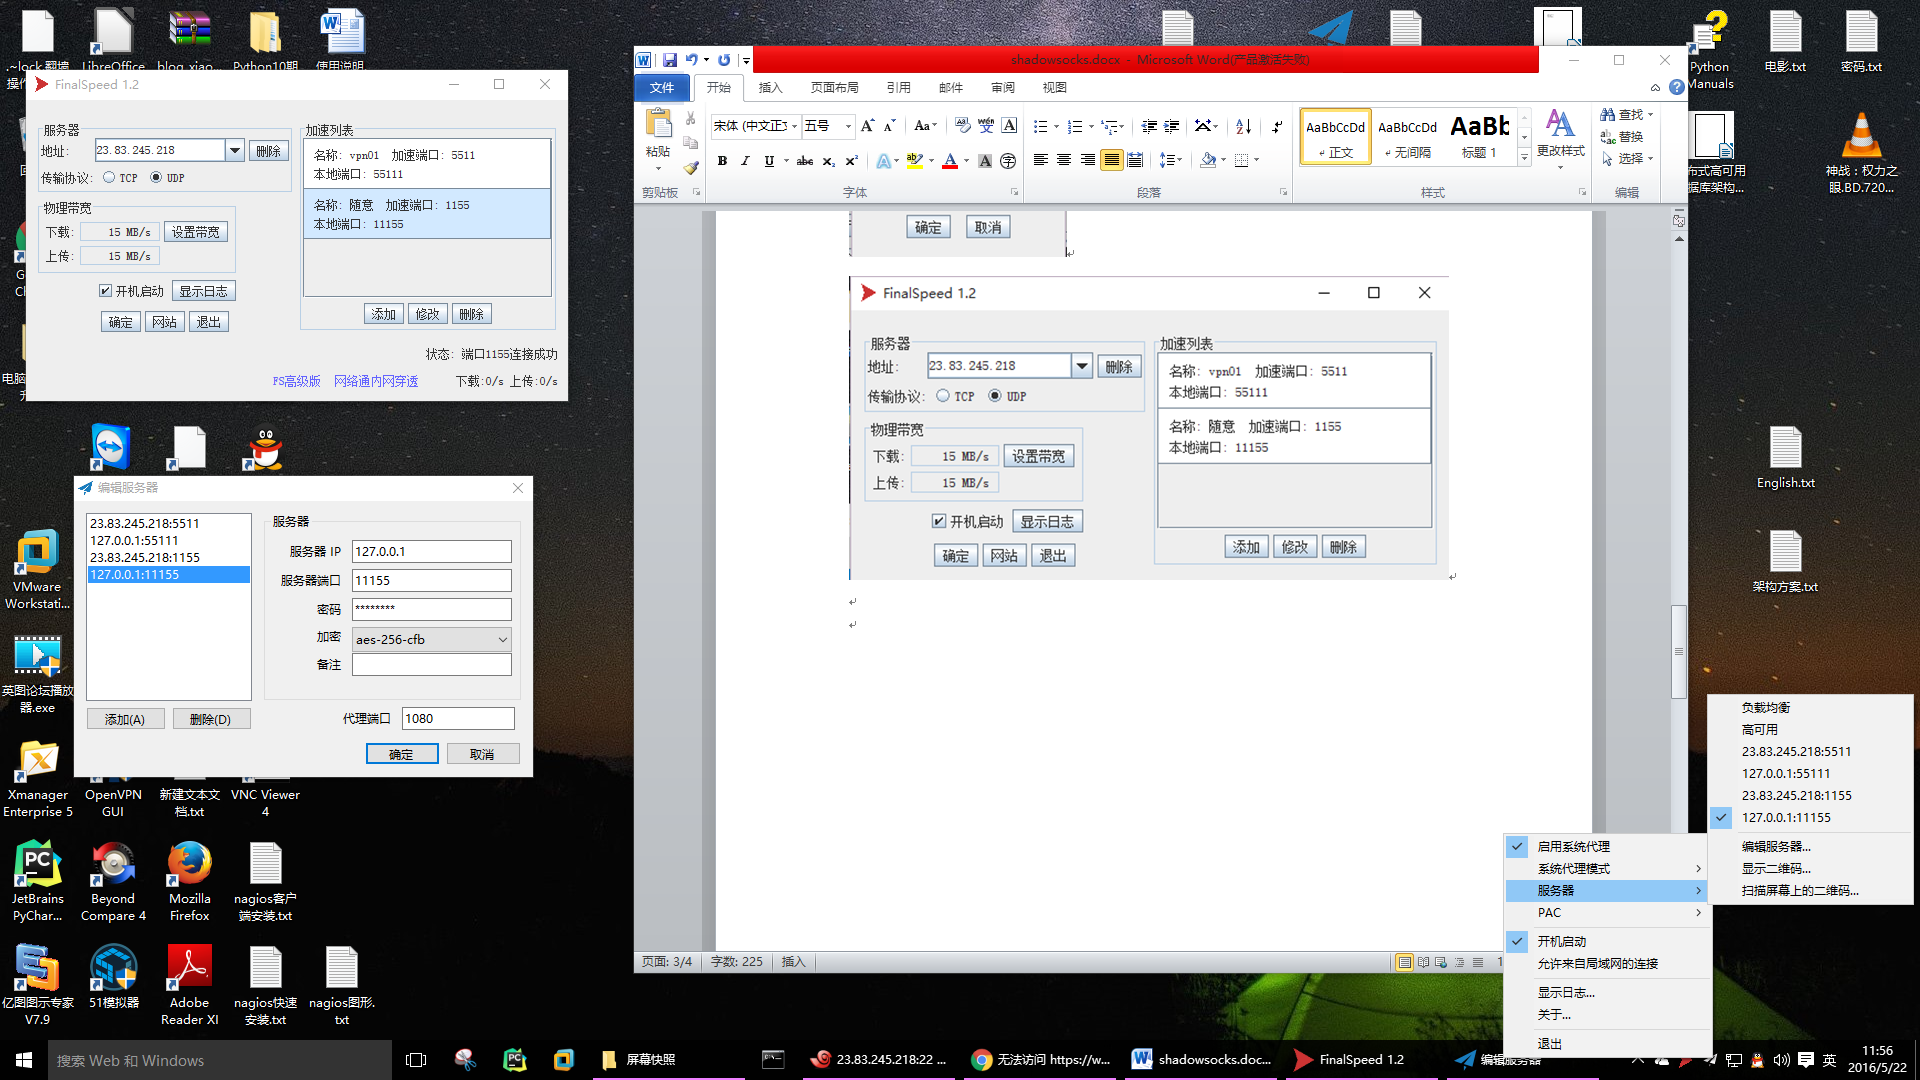 .~lock.翻墙
LibreOffice
blog_xiao...
Python10期
使用说明
FinalSpeed 1.2
服务器
地址:
23.83.245.218
删除
传输协议:
TCP
UDP
物理带宽
下载:
15 MB/s
设置带宽
上传:
15 MB/s
开机启动
显示日志
确定
网站
退出
加速列表
名称: vpn01 加速端口: 5511
本地端口: 55111
名称: 随意 加速端口: 1155
本地端口: 11155
添加
修改
删除
状态: 端口1155连接成功
FS高级版
网络通内网穿透
下载:0/s 上传:0/s
编辑服务器
23.83.245.218:5511
127.0.0.1:55111
23.83.245.218:1155
127.0.0.1:11155
服务器
服务器 IP
127.0.0.1
服务器端口
11155
密码
********
加密
aes-256-cfb
备注
添加(A)
删除(D)
代理端口
1080
确定
取消
VMware
Workstati...
英图论坛播放
器.exe
Xmanager
Enterprise 5
OpenVPN
GUI
新建文本文
档.txt
VNC Viewer
4
JetBrains
PyChar...
Beyond
Compare 4
Mozilla
Firefox
nagios客户
端安装.txt
亿图图示专家
V7.9
51模拟器
Adobe
Reader XI
nagios快速
安装.txt
nagios图形.
txt
shadowsocks.docx - Microsoft Word(产品激活失败)
文件
开始
插入
页面布局
引用
邮件
审阅
视图
粘贴
剪贴板
宋体 (中文正
五号
字体
段落
AaBbCcDd
正文
AaBbCcDd
无间隔
AaBb
标题 1
更改样式
样式
查找
替换
选择
编辑
确定
取消
FinalSpeed 1.2
服务器
地址:
23.83.245.218
删除
传输协议:
TCP
UDP
物理带宽
下载:
15 MB/s
设置带宽
上传:
15 MB/s
开机启动
显示日志
确定
网站
退出
加速列表
名称: vpn01 加速端口: 5511
本地端口: 55111
名称: 随意 加速端口: 1155
本地端口: 11155
添加
修改
删除
页面: 3/4
字数: 225
插入
Python
Manuals
电影.txt
密码.txt
布式高可用
据库架构...
神战：权力之
眼.BD.720...
English.txt
架构方案.txt
负载均衡
高可用
23.83.245.218:5511
127.0.0.1:55111
23.83.245.218:1155
127.0.0.1:11155
编辑服务器...
显示二维码...
扫描屏幕上的二维码...
启用系统代理
系统代理模式
服务器
PAC
开机启动
允许来自局域网的连接
显示日志...
关于...
退出
搜索 Web 和 Windows
屏幕快照
23.83.245.218:22 ...
无法访问 https://w...
shadowsocks.doc...
FinalSpeed 1.2
编辑服务器
英
11:56
2016/5/22